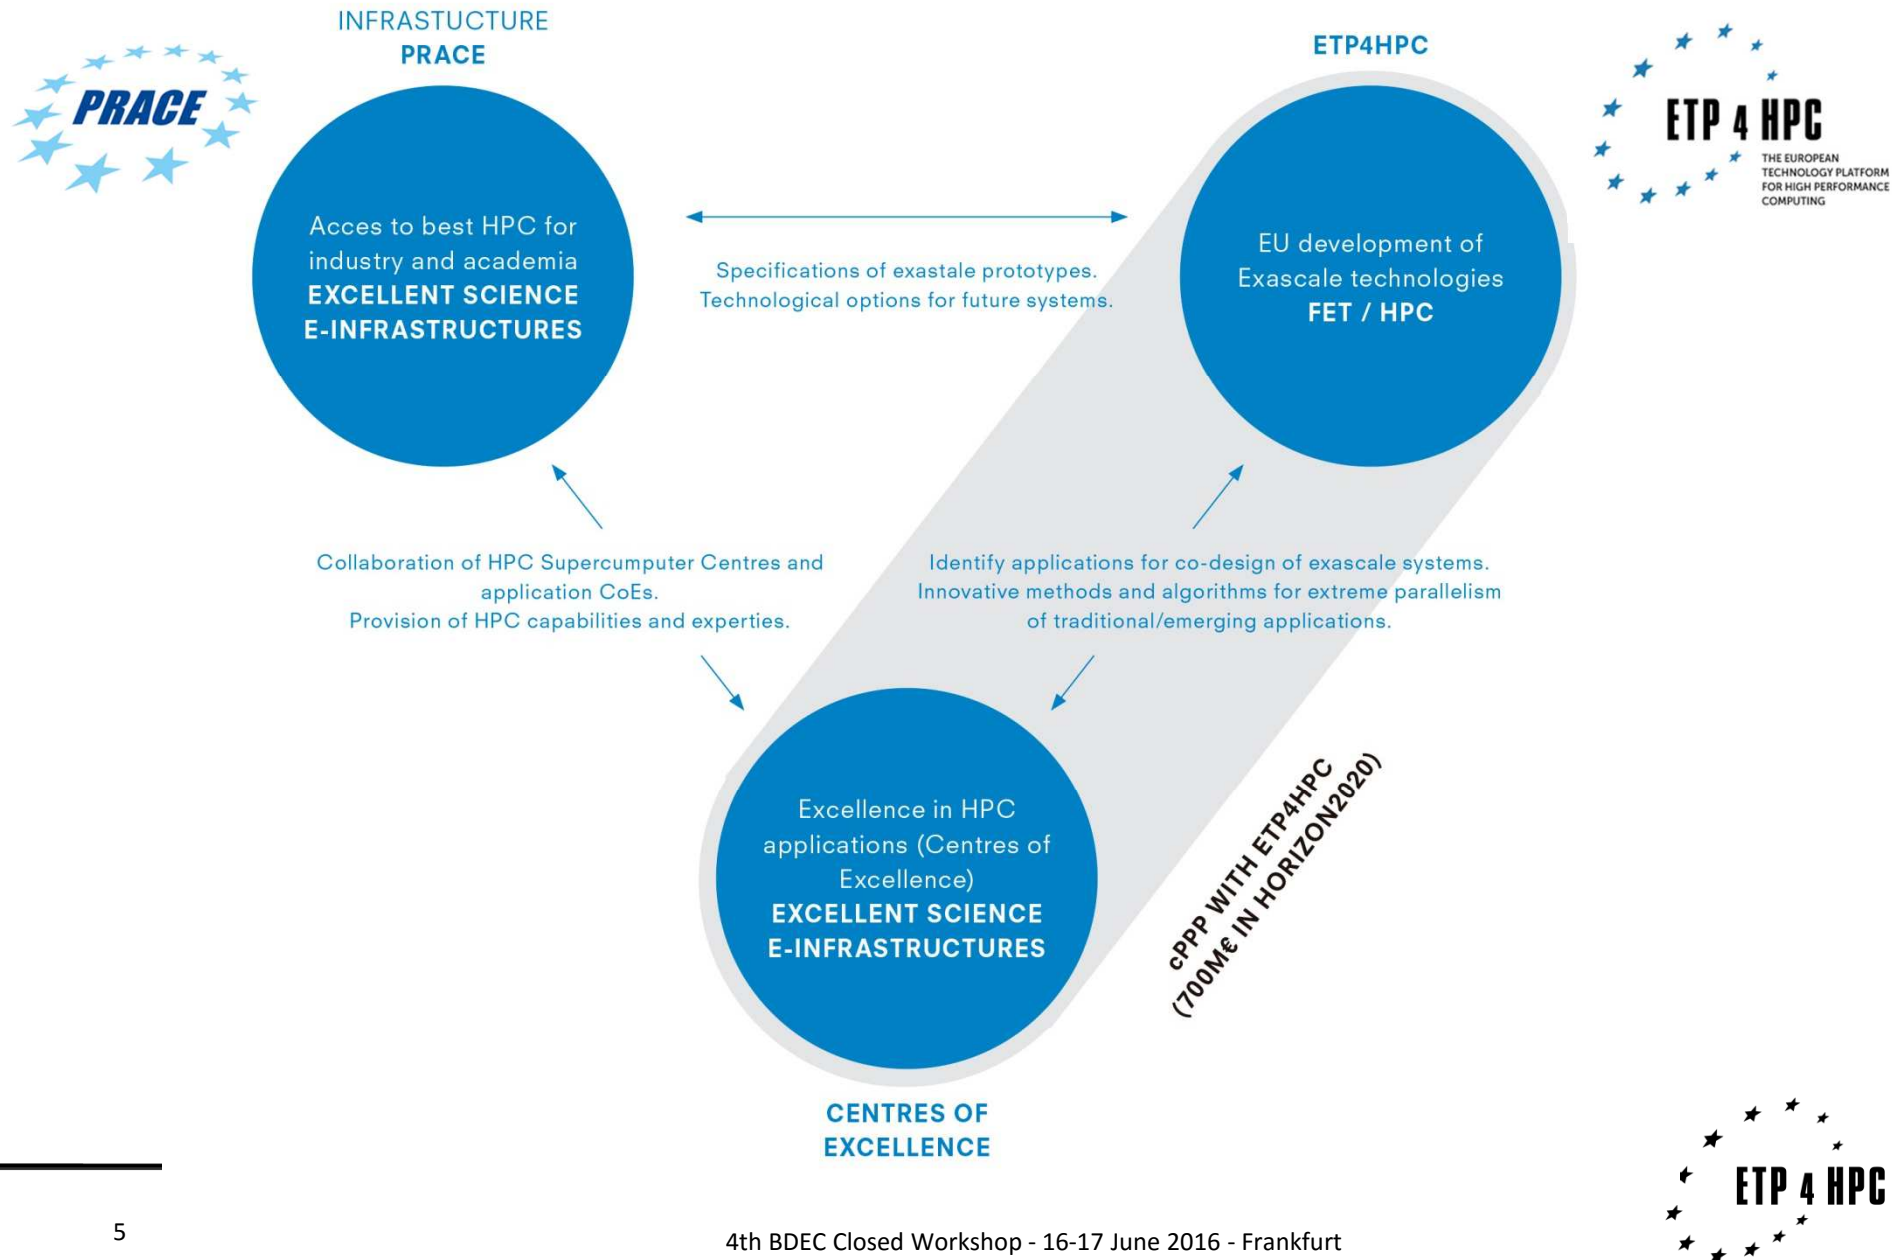 INFRASTUCTURE
PRACE
PRACE
ETP4HPC
ETP 4 HPC
THE EUROPEAN
TECHNOLOGY PLATFORM
FOR HIGH PERFORMANCE
COMPUTING
Acces to best HPC for
industry and academia
EXCELLENT SCIENCE
E-INFRASTRUCTURES
Specifications of exastale prototypes.
Technological options for future systems.
EU development of
Exascale technologies
FET / HPC
Collaboration of HPC Supercumputer Centres and
application CoEs.
Provision of HPC capabilities and experties.
Identify applications for co-design of exascale systems.
Innovative methods and algorithms for extreme parallelism
of traditional/emerging applications.
Excellence in HPC
applications (Centres of
Excellence)
EXCELLENT SCIENCE
E-INFRASTRUCTURES
cPPP WITH ETP4HPC
(700M€ IN HORIZON2020)
CENTRES OF
EXCELLENCE
ETP 4 HPC
5
4th BDEC Closed Workshop - 16-17 June 2016 - Frankfurt